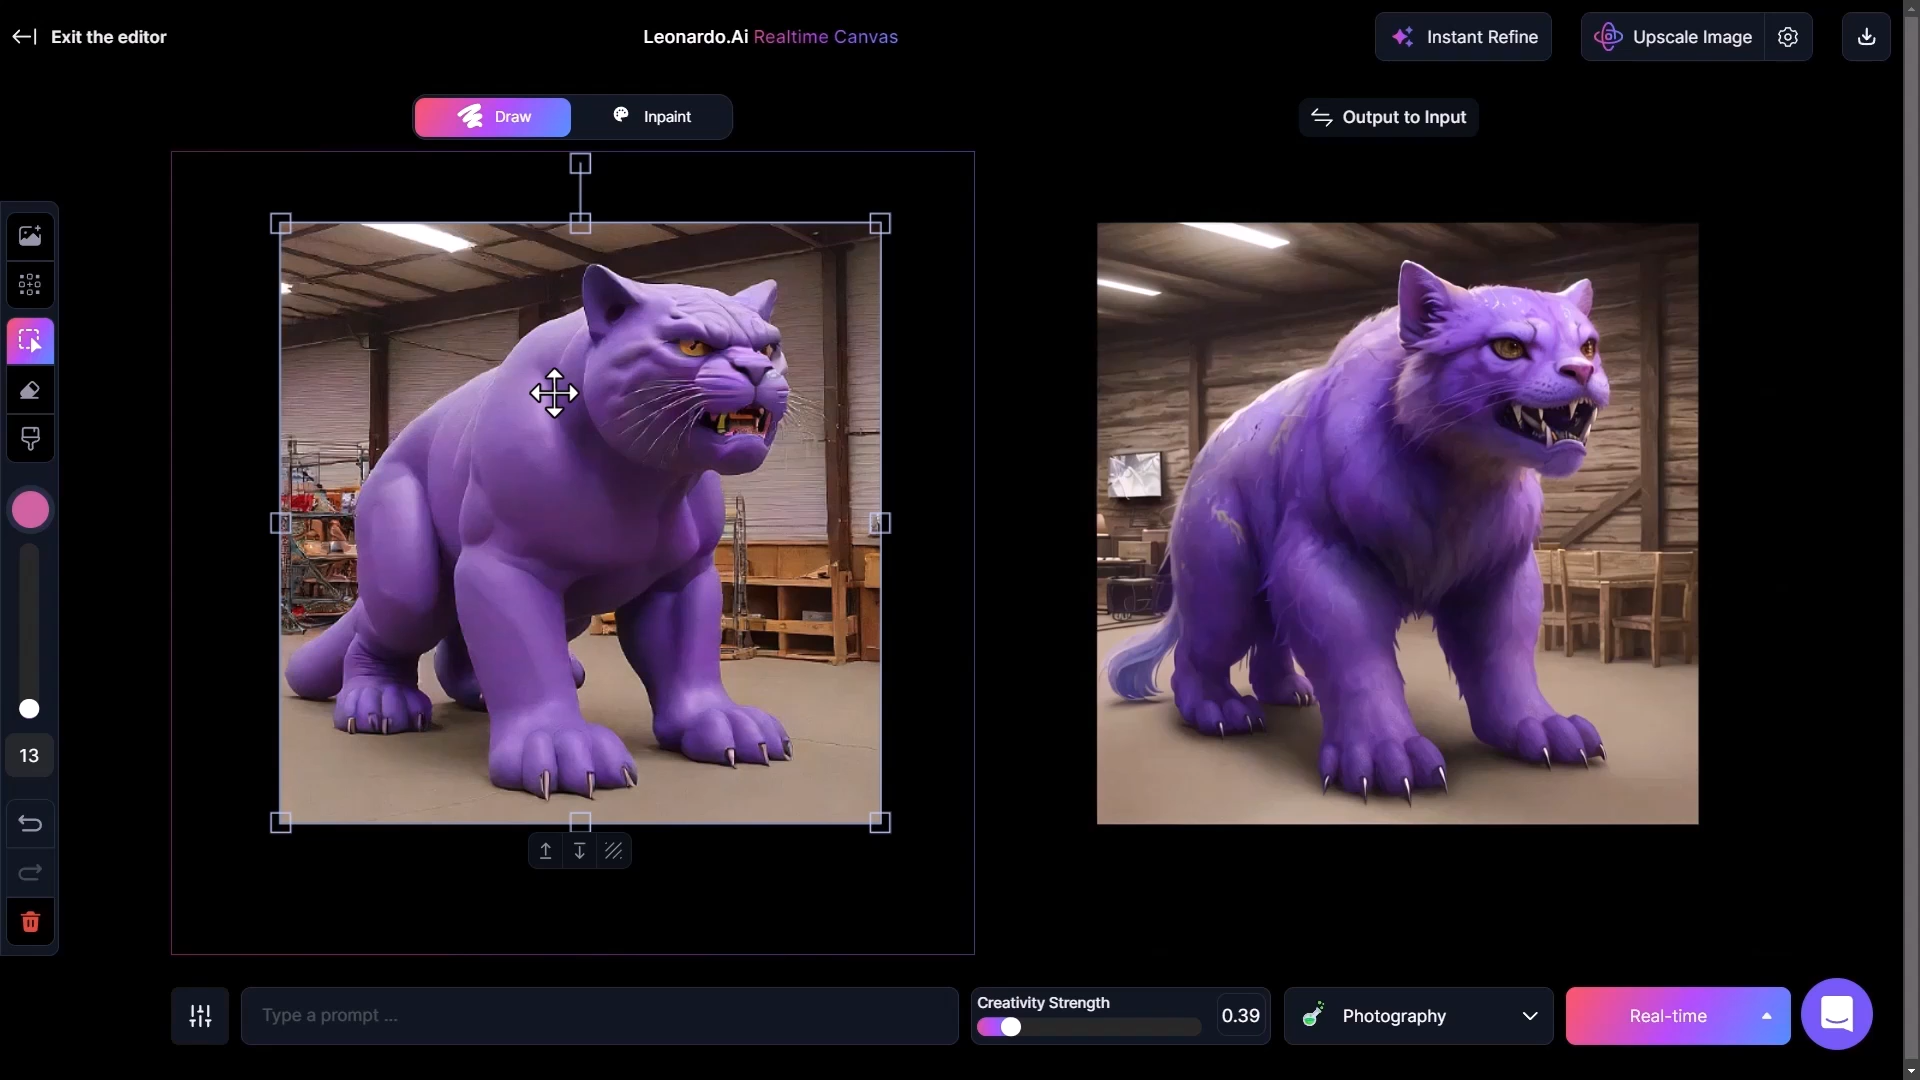 Exit the editor
Leonardo.Ai Realtime Canvas
Instant Refine
Upscale Image
Draw
Inpaint
Output to Input
13
Type a prompt ...
Creativity Strength
0.39
Photography
Real-time